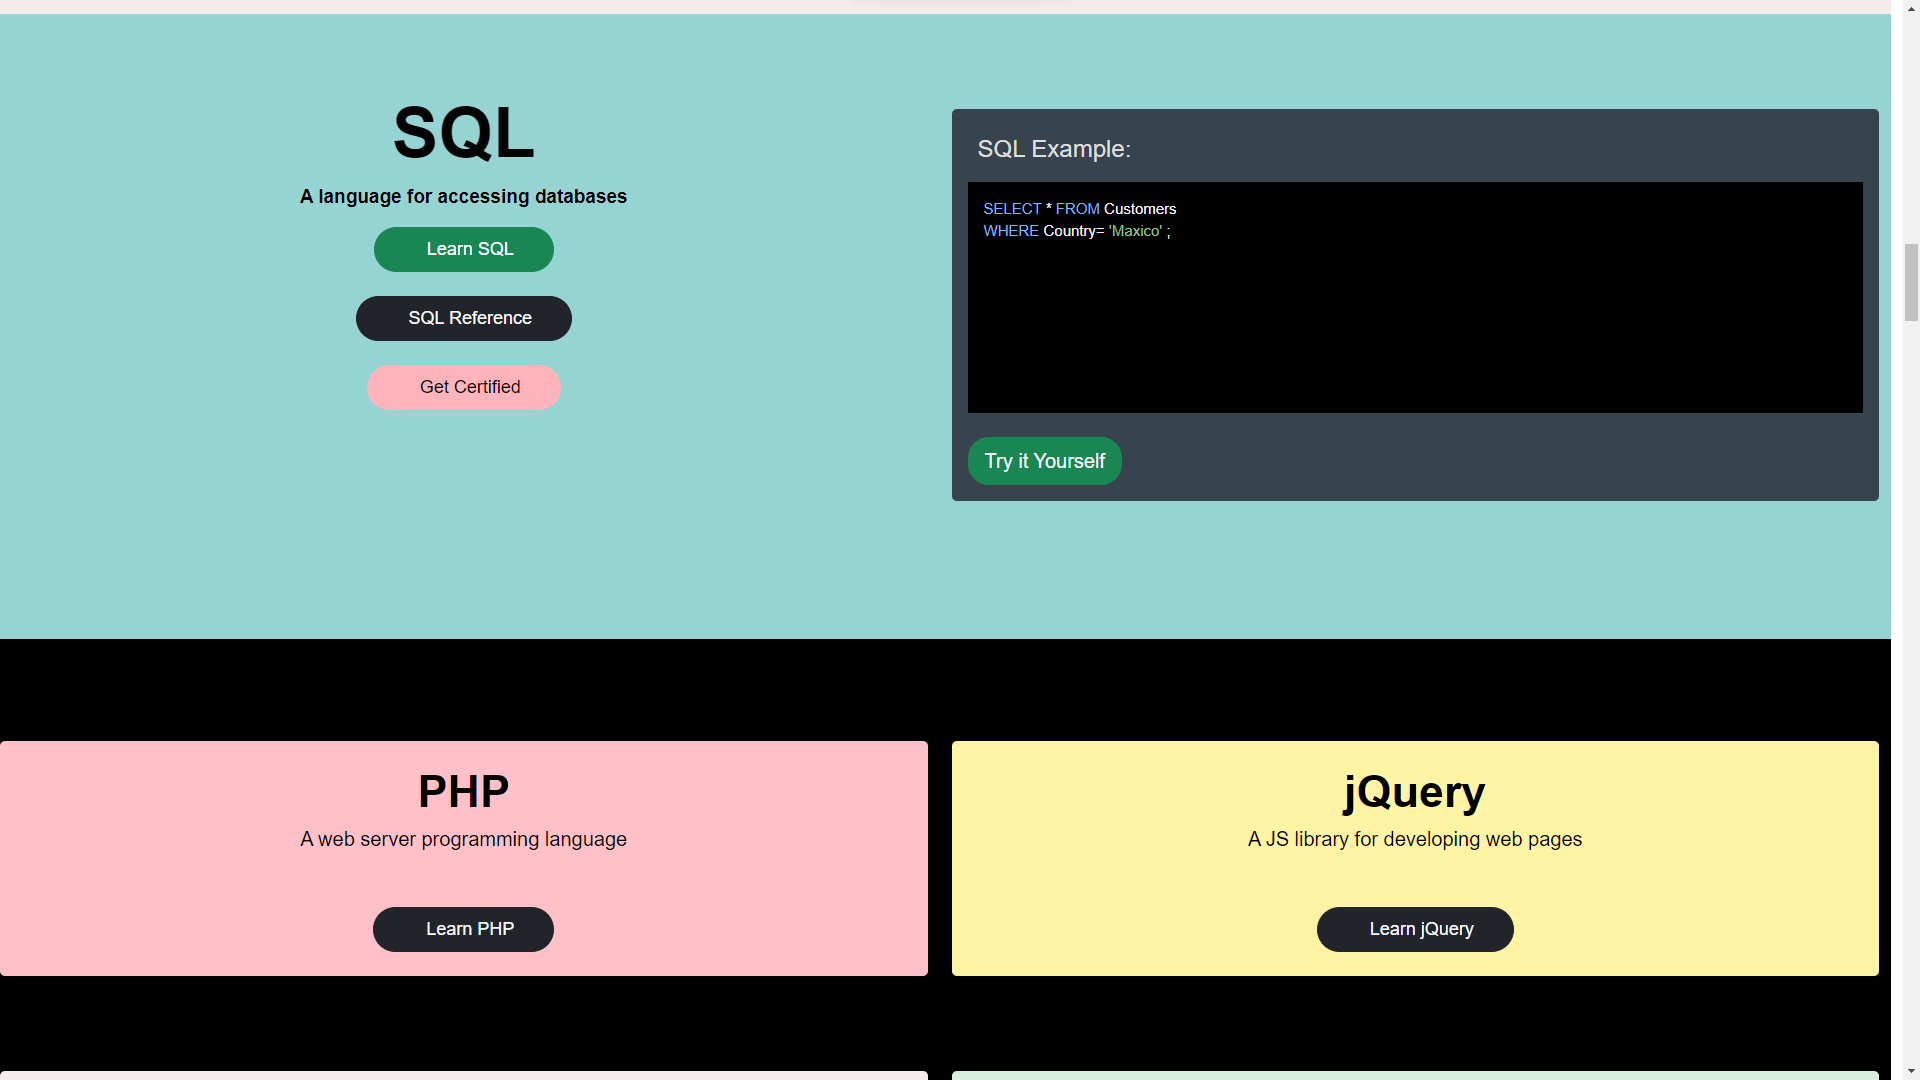 SQL
A language for accessing databases
Learn SQL
SQL Reference
Get Certified
SQL Example:
SELECT * FROM Customers
WHERE Country= 'Maxico' ;
Try it Yourself
PHP
A web server programming language
Learn PHP
jQuery
A JS library for developing web pages
Learn jQuery